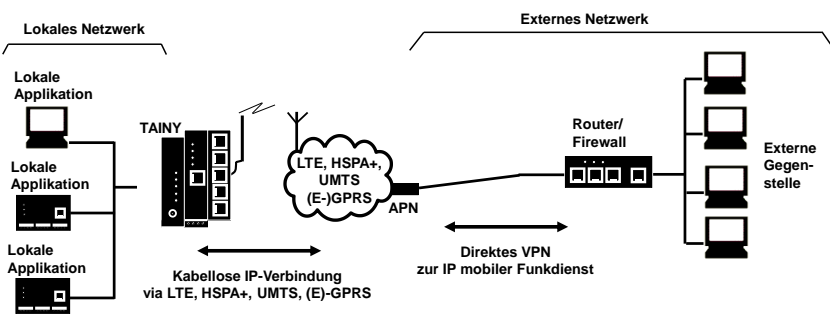 Lokales Netzwerk
Externes Netzwerk
Lokale
Applikation
TAINY
Lokale
Applikation
Lokale
Applikation
LTE, HSPA+,
UMTS
(E-)GPRS
APN
Router/
Firewall
Externe
Gegen-
stelle
Kabellose IP-Verbindung
via LTE, HSPA+, UMTS, (E)-GPRS
Direktes VPN
zur IP mobiler Funkdienst